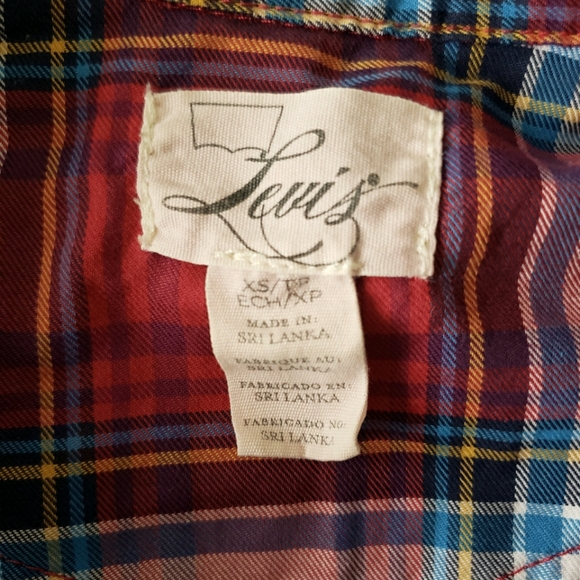 Levi's®
XS/TP
ECH/XP
MADE IN:
SRI LANKA
FABRIQUE AU:
SRI LANKA
FABRICADO EN:
SRI LANKA
FABRICADO NO:
SRI LANKA